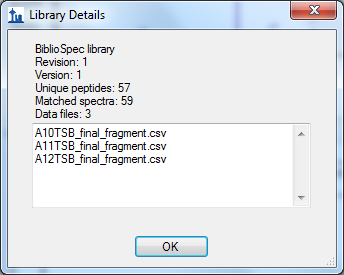 Library Details
BiblioSpec library
Revision: 1
Version: 1
Unique peptides: 57
Matched spectra: 59
Data files: 3
A10TSB_final_fragment.csv
A11TSB_final_fragment.csv
A12TSB_final_fragment.csv
OK